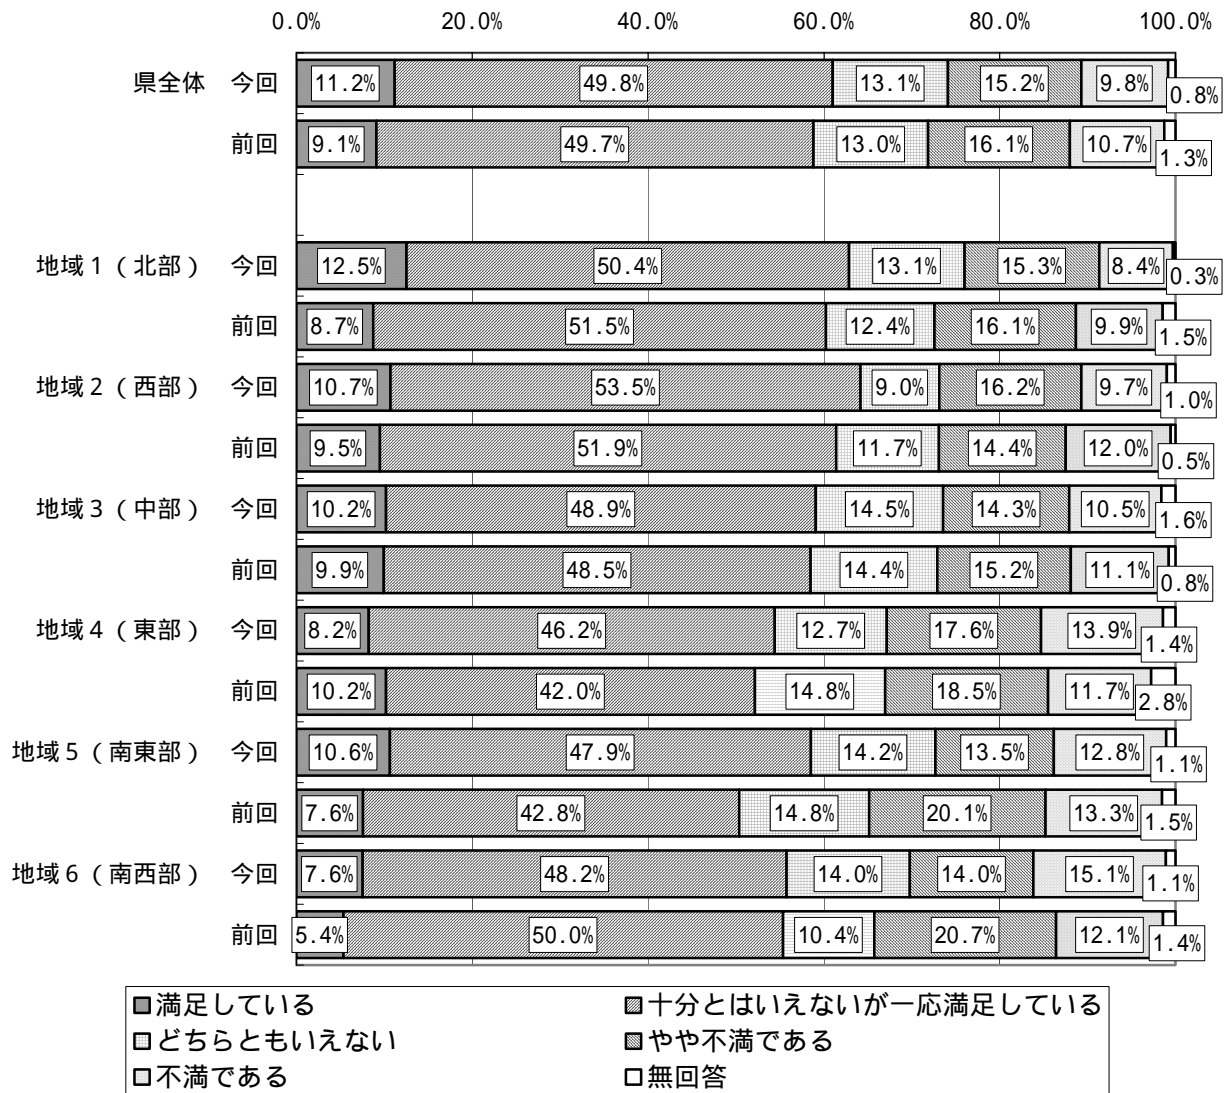 0.0% 20.0% 40.0% 60.0% 80.0% 100.0%
県全体 今回 11.2% 49.8% 13.1% 15.2% 9.8% 0.8%
前回 9.1% 49.7% 13.0% 16.1% 10.7% 1.3%
地域1（北部） 今回 12.5% 50.4% 13.1% 15.3% 8.4% 0.3%
前回 8.7% 51.5% 12.4% 16.1% 9.9% 1.5%
地域2（西部） 今回 10.7% 53.5% 9.0% 16.2% 9.7% 1.0%
前回 9.5% 51.9% 11.7% 14.4% 12.0% 0.5%
地域3（中部） 今回 10.2% 48.9% 14.5% 14.3% 10.5% 1.6%
前回 9.9% 48.5% 14.4% 15.2% 11.1% 0.8%
地域4（東部） 今回 8.2% 46.2% 12.7% 17.6% 13.9% 1.4%
前回 10.2% 42.0% 14.8% 18.5% 11.7% 2.8%
地域5（南東部） 今回 10.6% 47.9% 14.2% 13.5% 12.8% 1.1%
前回 7.6% 42.8% 14.8% 20.1% 13.3% 1.5%
地域6（南西部） 今回 7.6% 48.2% 14.0% 14.0% 15.1% 1.1%
前回 5.4% 50.0% 10.4% 20.7% 12.1% 1.4%
満足している 十分とはいえないが一応満足している
どちらともいえない やや不満である
不満である 無回答